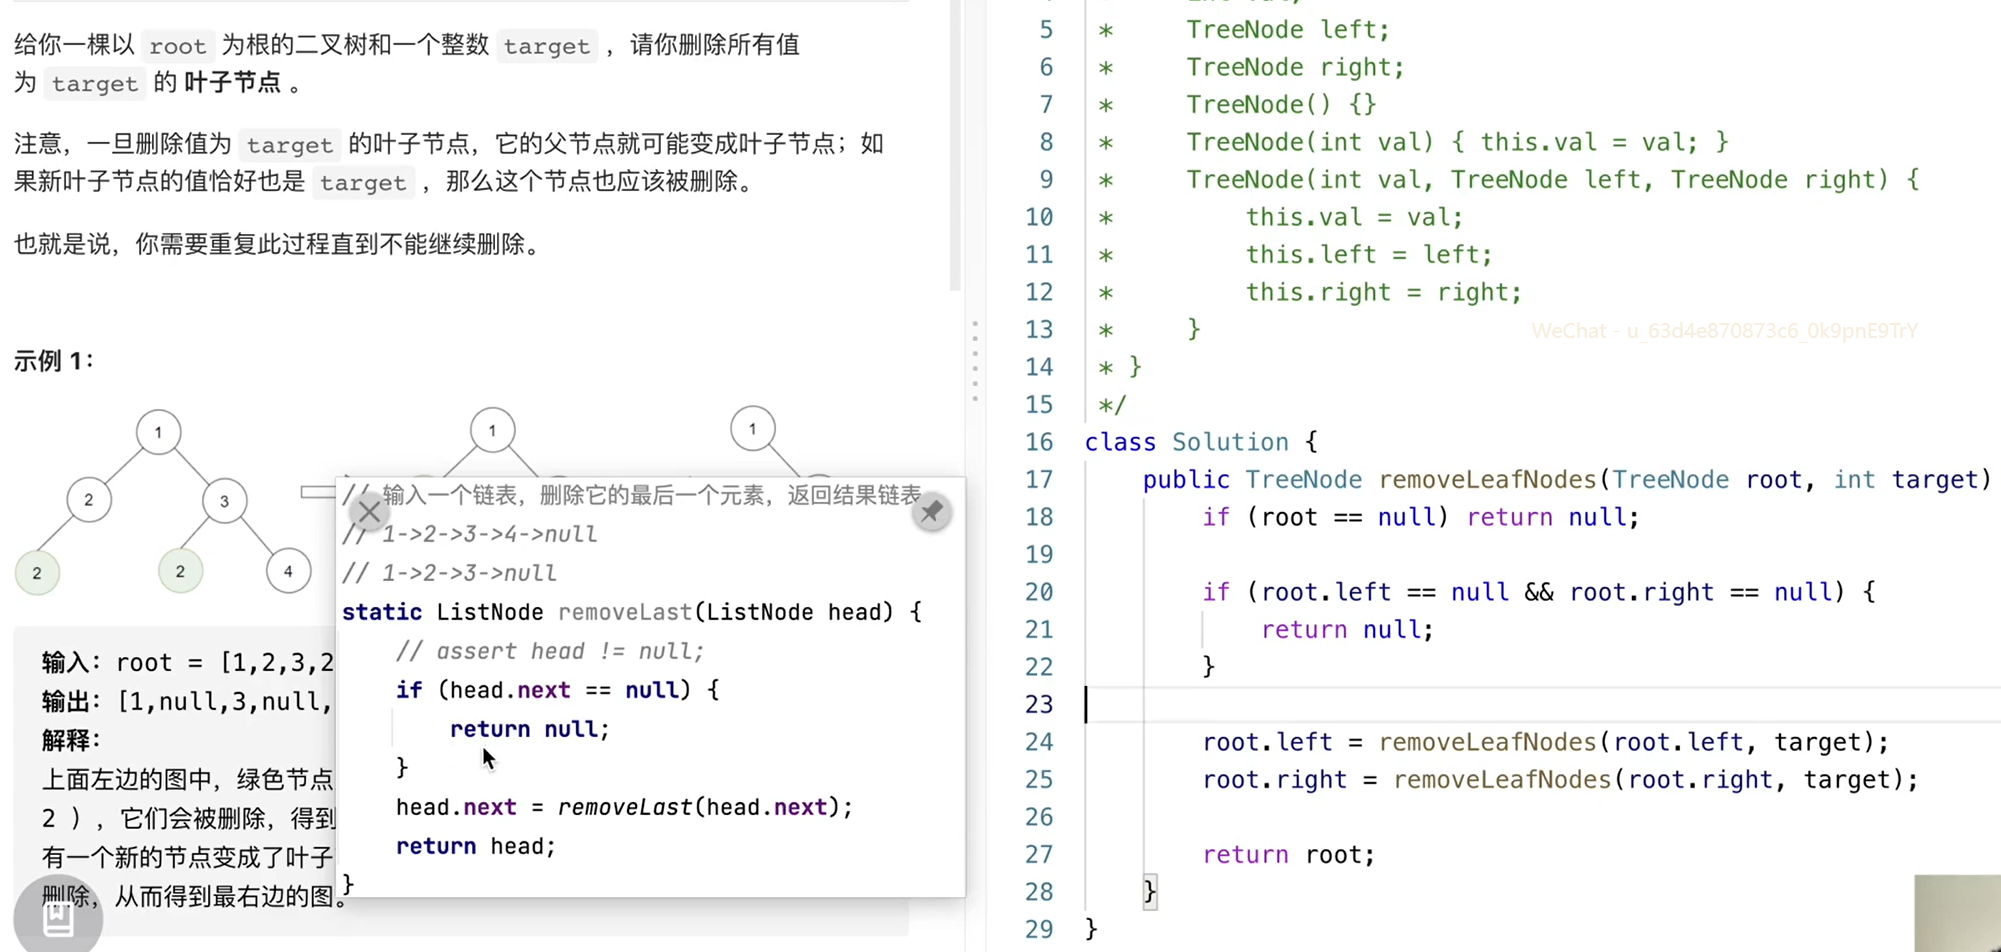 给你一棵以 root 为根的二叉树和一个整数 target ，请你删除所有值
为 target 的 叶子节点 。
注意，一旦删除值为 target 的叶子节点，它的父节点就可能变成叶子节点；如
果新叶子节点的值恰好也是 target ，那么这个节点也应该被删除。
也就是说，你需要重复此过程直到不能继续删除。
示例 1：
1
2 3
2 2 4
1
1
输入：root = [1,2,3,2
输出：[1,null,3,null,
解释：
上面左边的图中，绿色节点
2 ），它们会被删除，得到
有一个新的节点变成了叶子
删除，从而得到最右边的图。
// 输入一个链表，删除它的最后一个元素，返回结果链表
// 1->2->3->4->null
// 1->2->3->null
static ListNode removeLast(ListNode head) {
// assert head != null;
if (head.next == null) {
return null;
}
head.next = removeLast(head.next);
return head;
}
5 * TreeNode left;
6 * TreeNode right;
7 * TreeNode() {}
8 * TreeNode(int val) { this.val = val; }
9 * TreeNode(int val, TreeNode left, TreeNode right) {
10 * this.val = val;
11 * this.left = left;
12 * this.right = right;
13 * }
WeChat - u_63d4e870873c6_0k9pnE9TrY
14 * }
15 */
16 class Solution {
17 public TreeNode removeLeafNodes(TreeNode root, int target)
18 if (root == null) return null;
19
20 if (root.left == null && root.right == null) {
21 return null;
22 }
23
24 root.left = removeLeafNodes(root.left, target);
25 root.right = removeLeafNodes(root.right, target);
26
27 return root;
28 }
29 }